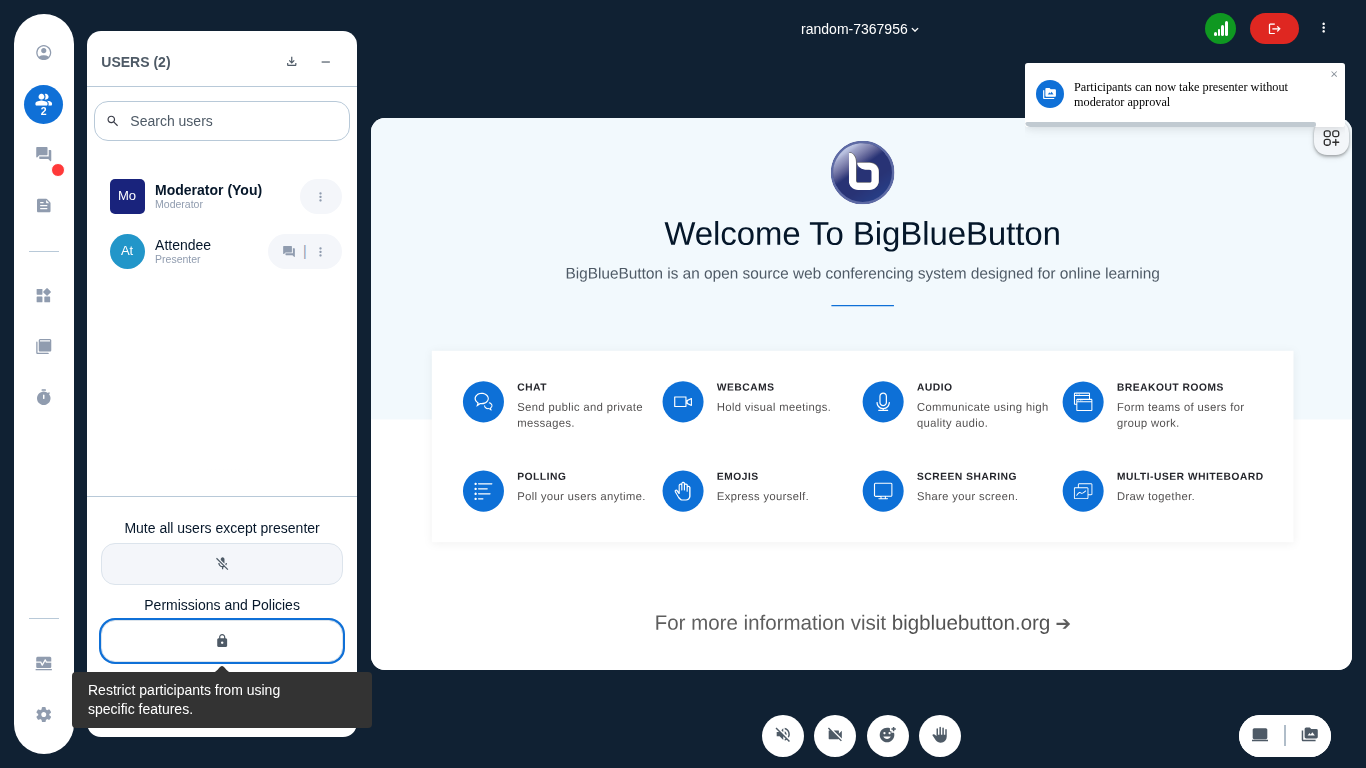 random-7367956
USERS (2)
2
Search users
Mo
Moderator (You)
Moderator
At
Attendee
Presenter
Mute all users except presenter
Permissions and Policies
Restrict participants from using
specific features.
Participants can now take presenter without
moderator approval
b
Welcome To BigBlueButton
BigBlueButton is an open source web conferencing system designed for online learning
CHAT
Send public and private
messages.
WEBCAMS
Hold visual meetings.
AUDIO
Communicate using high
quality audio.
BREAKOUT ROOMS
Form teams of users for
group work.
POLLING
Poll your users anytime.
EMOJIS
Express yourself.
SCREEN SHARING
Share your screen.
MULTI-USER WHITEBOARD
Draw together.
For more information visit bigbluebutton.org ➔